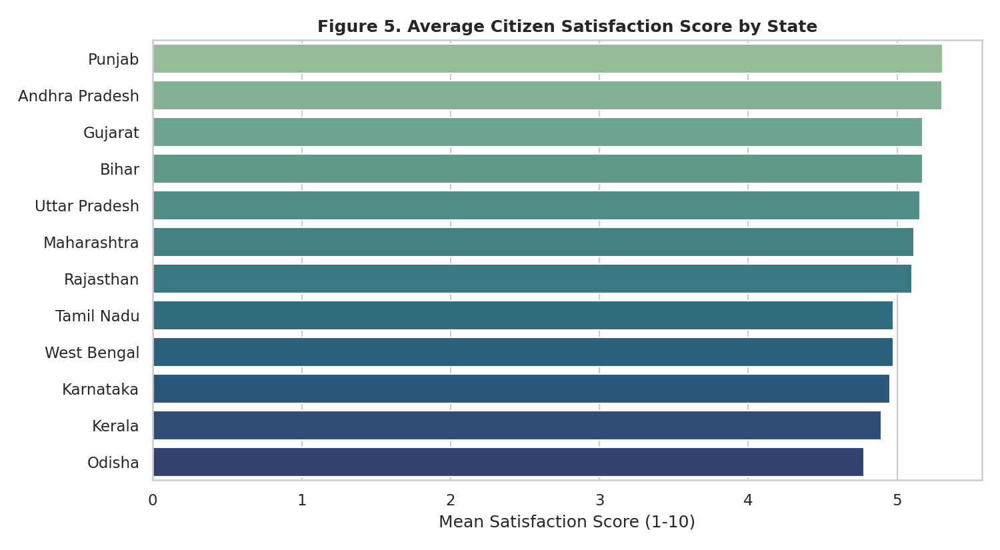 Figure 5. Average Citizen Satisfaction Score by State
Punjab
Andhra Pradesh
Gujarat
Bihar
Uttar Pradesh
Maharashtra
Rajasthan
Tamil Nadu
West Bengal
Karnataka
Kerala
Odisha
0 1 2 3 4 5
Mean Satisfaction Score (1-10)